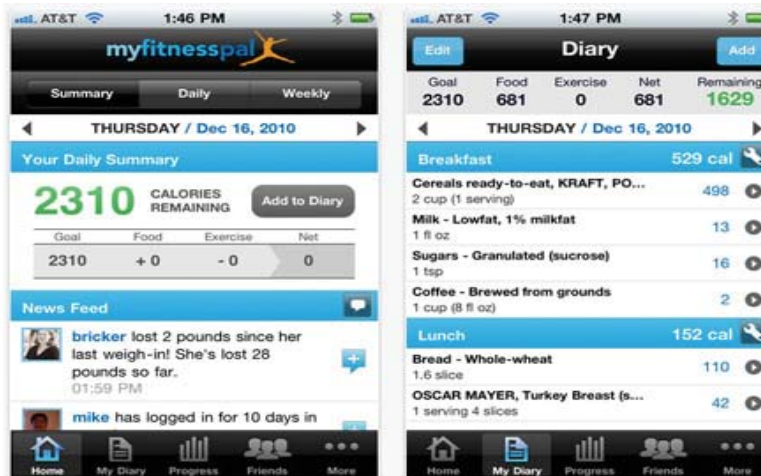 AT&T 1:46 PM
myfitnesspal
Summary Daily Weekly
THURSDAY / Dec 16, 2010
Your Daily Summary
2310 CALORIES REMAINING Add to Diary
Goal Food Exercise Net
2310 + 0 - 0 0
News Feed
bricker lost 2 pounds since her
last weigh-in! She's lost 28
pounds so far.
01:59 PM
mike has logged in for 10 days in
Home My Diary Progress Friends More
AT&T 1:47 PM
Edit Diary Add
Goal Food Exercise Net Remaining
2310 681 0 681 1629
THURSDAY / Dec 16, 2010
Breakfast 529 cal
Cereals ready-to-eat, KRAFT, PO... 498
2 cup (1 serving)
Milk - Lowfat, 1% milkfat 13
1 fl oz
Sugars - Granulated (sucrose) 16
1 tsp
Coffee - Brewed from grounds 2
1 cup (8 fl oz)
Lunch 152 cal
Bread - Whole-wheat 110
1.6 slice
OSCAR MAYER, Turkey Breast (s... 42
1 serving 4 slices
Home My Diary Progress Friends More